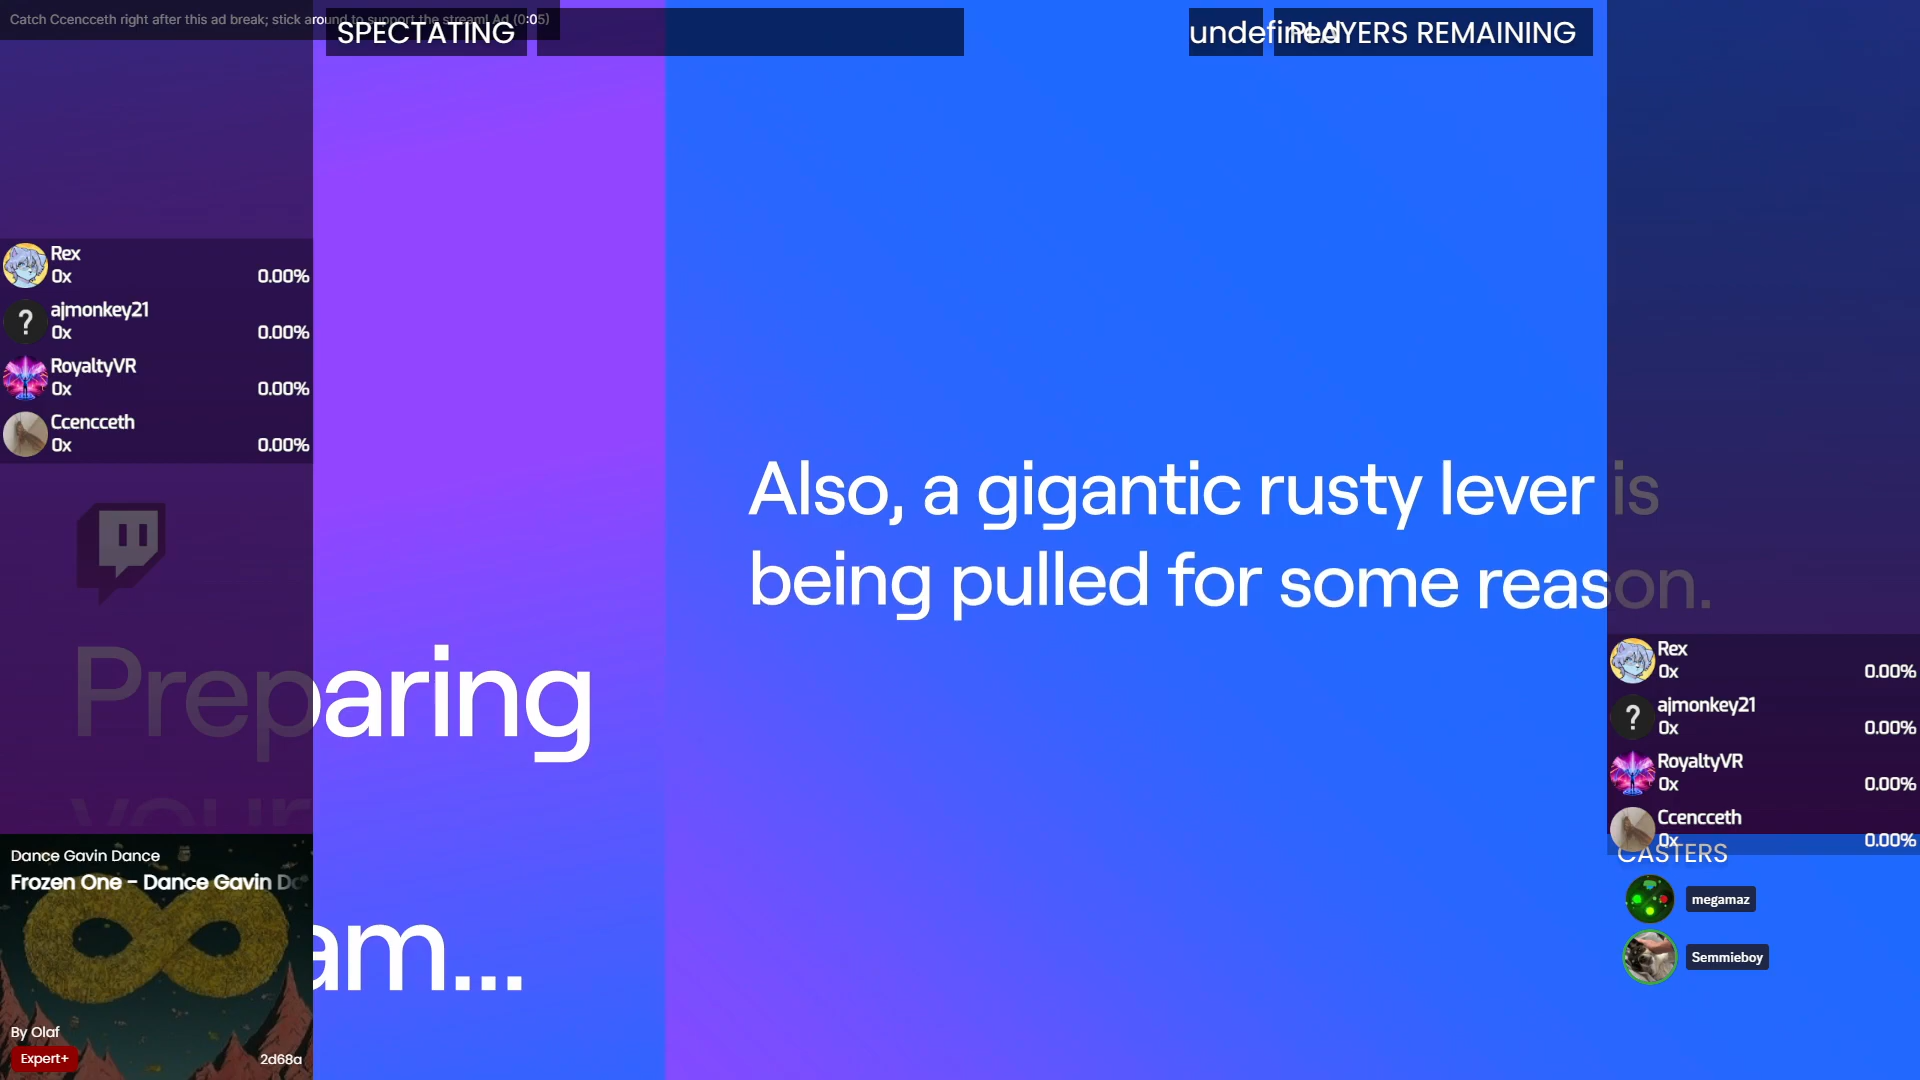 Catch Ccencceth right after this ad break; stick around to support the stream! Ad (0:05)
SPECTATING
undefined
PLAYERS REMAINING
Rex
0x 0.00%
ajmonkey21
0x 0.00%
RoyaltyVR
0x 0.00%
Ccencceth
0x 0.00%
Preparing
your
am...
Also, a gigantic rusty lever is
being pulled for some reason.
Dance Gavin Dance
Frozen One - Dance Gavin Da
By Olaf
Expert+
2d68a
Rex
0x 0.00%
ajmonkey21
0x 0.00%
RoyaltyVR
0x 0.00%
Ccencceth
0x 0.00%
CASTERS
megamaz
Semmieboy